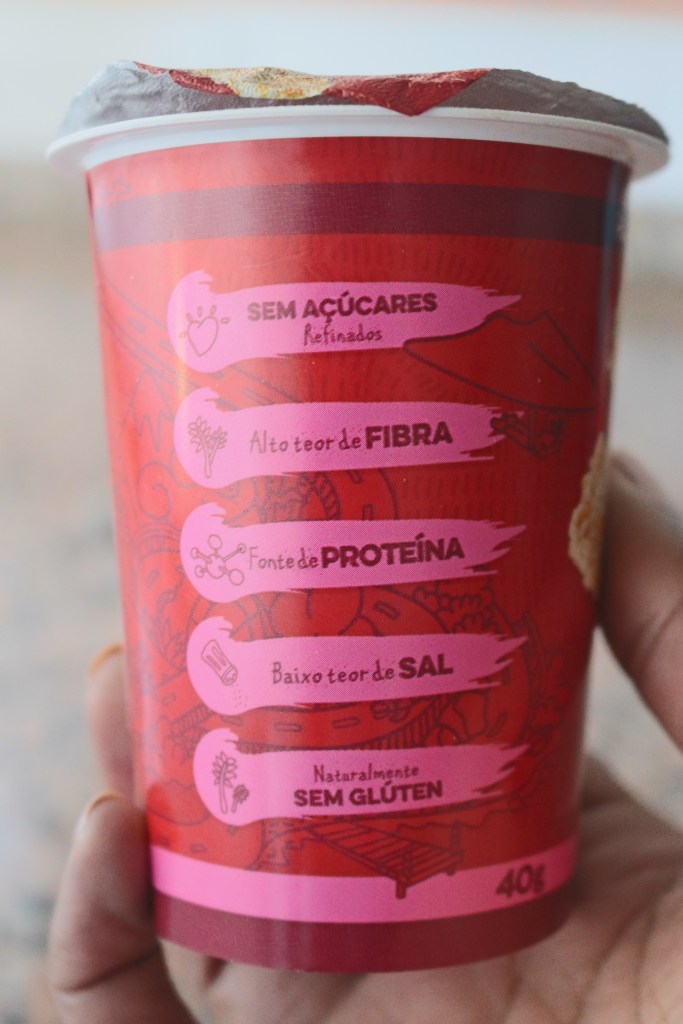 SEM AÇÚCARES
Refinados
Alto teor de FIBRA
Fonte de PROTEÍNA
Baixo teor de SAL
Naturalmente
SEM GLÚTEN
40g